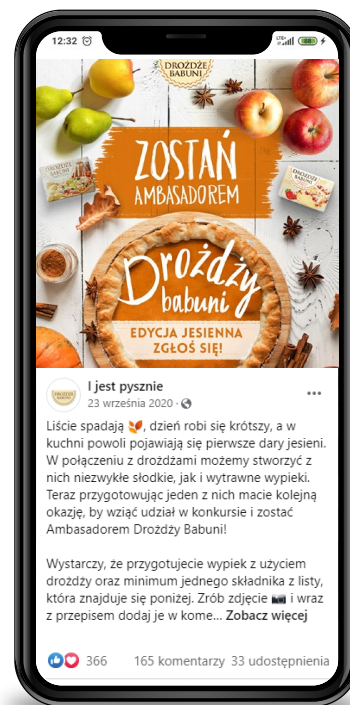 12:32
DROŻDŻE
BABUNI
ZOSTAŃ
AMBASADOREM
DROŻDŻE
BABUNI
Drożdży
babuni
EDYCJA JESIENNA
ZGŁOŚ SIĘ!
I jest pysznie
23 września 2020 ·
Liście spadają 🍂, dzień robi się krótszy, a w
kuchni powoli pojawiają się pierwsze dary jesieni.
W połączeniu z drożdżami możemy stworzyć z
nich niezwykłe słodkie, jak i wytrawne wypieki.
Teraz przygotowując jeden z nich macie kolejną
okazję, by wziąć udział w konkursie i zostać
Ambasadorem Drożdży Babuni!
Wystarczy, że przygotujecie wypiek z użyciem
drożdży oraz minimum jednego składnika z listy,
która znajduje się poniżej. Zrób zdjęcie 📷 i wraz
z przepisem dodaj je w kome... Zobacz więcej
366 165 komentarzy 33 udostępnienia